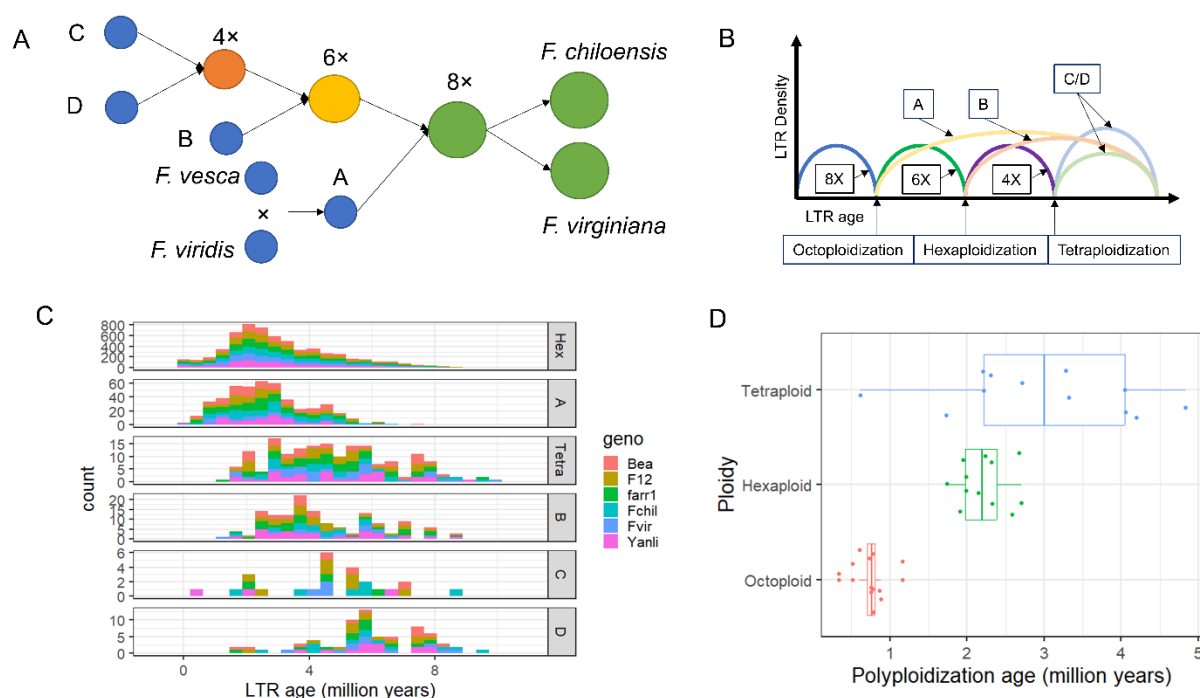 A
C
D
4×
6×
8×
B
F. vesca
×
F. viridis
A
F. chiloensis
F. virginiana
B
LTR Density
A
B
C/D
8X
6X
4X
LTR age
Octoploidization
Hexaploidization
Tetraploidization
C
count
800
600
400
200
0
Hex
60
40
20
0
A
15
10
5
0
Tetra
20
15
10
5
0
B
6
4
2
0
C
10
5
0
D
0 4 8
LTR age (million years)
geno
Bea
F12
farr1
Fchil
Fvir
Yanli
D
Ploidy
Tetraploid
Hexaploid
Octoploid
1 2 3 4 5
Polyploidization age (million years)